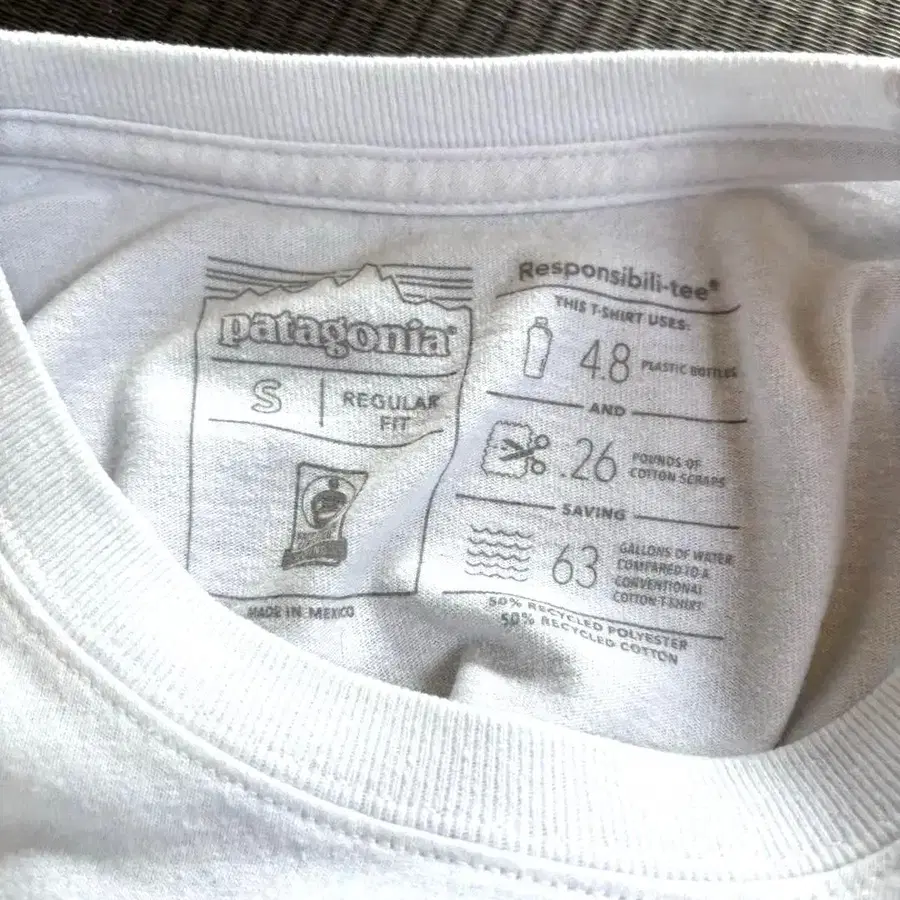 patagonia®
S
REGULAR
FIT
MADE IN MEXICO
Responsibili-tee®
THIS T-SHIRT USES:
4.8 PLASTIC BOTTLES
AND
.26 POUNDS OF
COTTON SCRAPS
SAVING
63 GALLONS OF WATER
COMPARED TO A
CONVENTIONAL
COTTON T-SHIRT
50% RECYCLED POLYESTER
50% RECYCLED COTTON